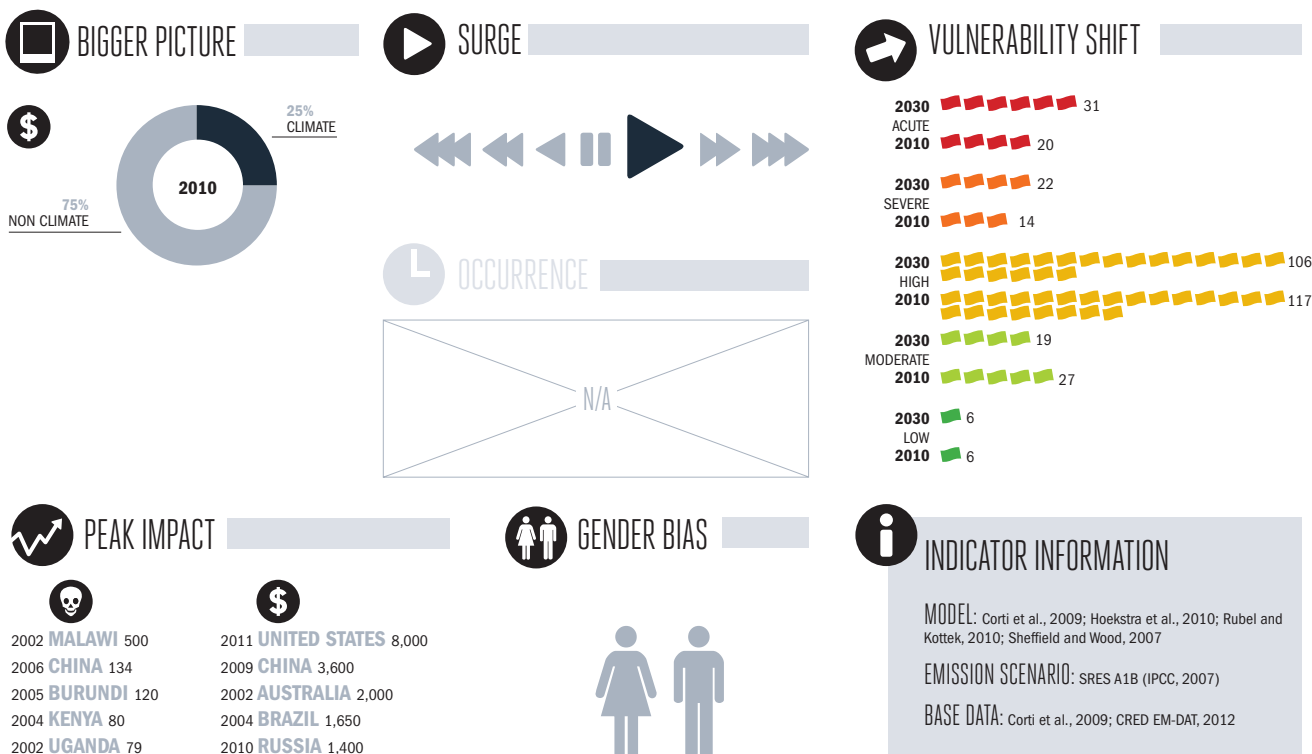 BIGGER PICTURE
$
25%
CLIMATE
2010
75%
NON CLIMATE
SURGE
OCCURRENCE
N/A
VULNERABILITY SHIFT
2030 31
ACUTE
2010 20
2030 22
SEVERE
2010 14
2030 106
HIGH
2010 117
2030 19
MODERATE
2010 27
2030 6
LOW
2010 6
PEAK IMPACT
2002 MALAWI 500
2006 CHINA 134
2005 BURUNDI 120
2004 KENYA 80
2002 UGANDA 79
$
2011 UNITED STATES 8,000
2009 CHINA 3,600
2002 AUSTRALIA 2,000
2004 BRAZIL 1,650
2010 RUSSIA 1,400
GENDER BIAS
i
INDICATOR INFORMATION
MODEL: Corti et al., 2009; Hoekstra et al., 2010; Rubel and
Kottek, 2010; Sheffield and Wood, 2007
EMISSION SCENARIO: SRES A1B (IPCC, 2007)
BASE DATA: Corti et al., 2009; CRED EM-DAT, 2012